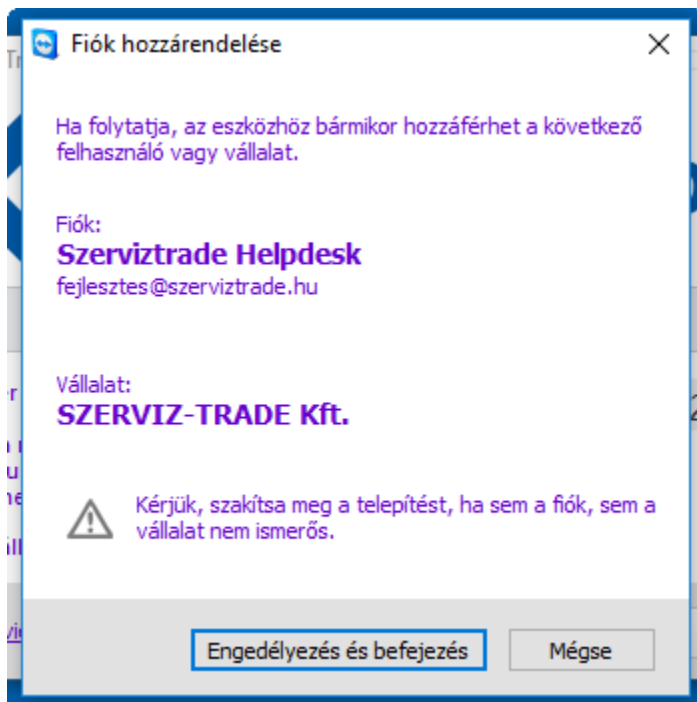 Fiók hozzárendelése
Ha folytatja, az eszközhöz bármikor hozzáférhet a következő
felhasználó vagy vállalat.
Fiók:
Szerviztrade Helpdesk
fejlesztes@szerviztrade.hu
Vállalat:
SZERVIZ-TRADE Kft.
Kérjük, szakítsa meg a telepítést, ha sem a fiók, sem a
vállalat nem ismerős.
Engedélyezés és befejezés
Mégse